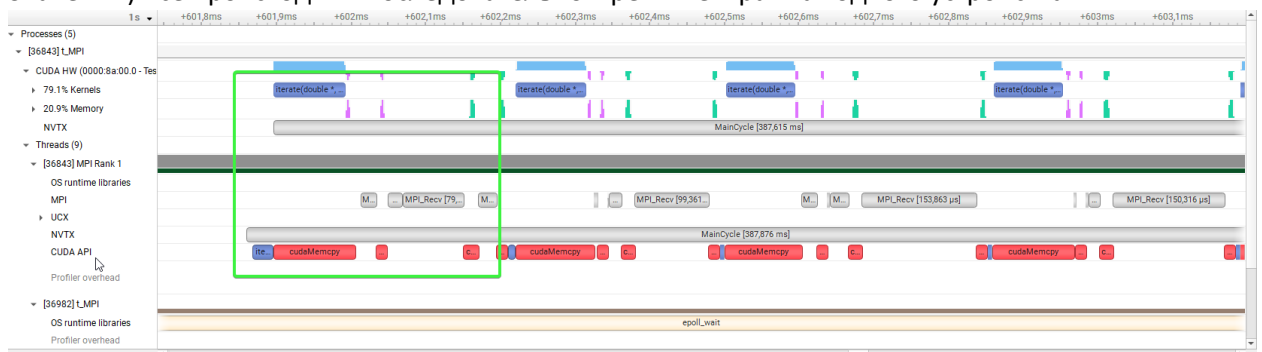 1s +601,8ms +601,9ms +602ms +602,1ms +602,2ms +602,3ms +602,4ms +602,5ms +602,6ms +602,7ms +602,8ms +602,9ms +603ms +603,1ms
Processes (5)
[36843] t_MPI
CUDA HW (0000:8a:00.0 - Tes
79.1% Kernels iterate(double *,... iterate(double *,... iterate(double *,... iterate(double *,...
20.9% Memory
NVTX MainCycle [387,615 ms]
Threads (9)
[36843] MPI Rank 1
OS runtime libraries
MPI M... ... MPI_Recv [79,... M... ... MPI_Recv [99,361... M... M... MPI_Recv [153,863 µs] ... MPI_Recv [150,316 µs]
UCX
NVTX MainCycle [387,876 ms]
CUDA API ite... cudaMemcpy ... c... ... cudaMemcpy ... c... ... cudaMemcpy ... c... ... cudaMemcpy ... c... ...
Profiler overhead
[36982] t_MPI
OS runtime libraries epoll_wait
Profiler overhead